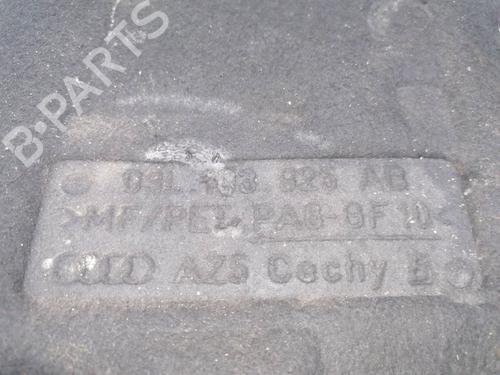 B-PARTS
03L 103 925 AB
>MF/PET PA6-GF10<
AZS Cechy